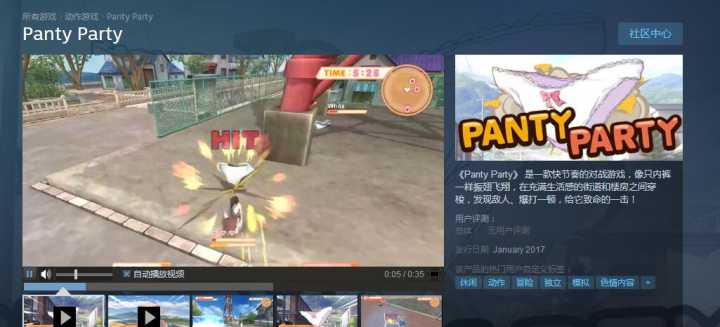 所有游戏 · 动作游戏 · Panty Party
Panty Party
社区中心
TIME :5:25
White
HIT
PANTY PARTY
《Panty Party》 是一款快节奏的对战游戏，像只内裤
一样振翅飞翔，在充满生活感的街道和楼房之间穿
梭，发现敌人、爆打一顿，给它致命的一击！
用户评测：
总体： 无用户评测
发行日期 January 2017
该产品的热门用户自定义标签：
休闲 动作 冒险 独立 模拟 色情内容 +
自动播放视频
0:05 / 0:35